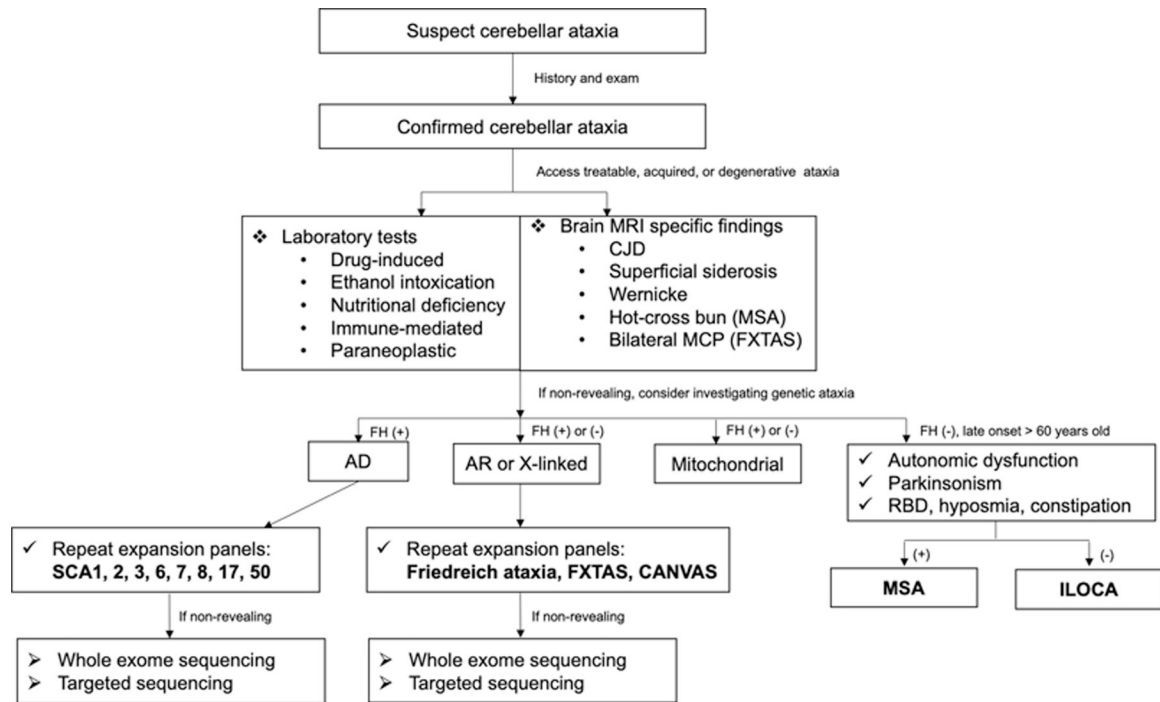 Suspect cerebellar ataxia
History and exam
Confirmed cerebellar ataxia
Access treatable, acquired, or degenerative ataxia
❖ Laboratory tests
• Drug-induced
• Ethanol intoxication
• Nutritional deficiency
• Immune-mediated
• Paraneoplastic
❖ Brain MRI specific findings
• CJD
• Superficial siderosis
• Wernicke
• Hot-cross bun (MSA)
• Bilateral MCP (FXTAS)
If non-revealing, consider investigating genetic ataxia
FH (+)
AD
FH (+) or (-)
AR or X-linked
FH (+) or (-)
Mitochondrial
FH (-), late onset > 60 years old
✓ Autonomic dysfunction
✓ Parkinsonism
✓ RBD, hyposmia, constipation
✓ Repeat expansion panels:
SCA1, 2, 3, 6, 7, 8, 17, 50
If non-revealing
➢ Whole exome sequencing
➢ Targeted sequencing
✓ Repeat expansion panels:
Friedreich ataxia, FXTAS, CANVAS
If non-revealing
➢ Whole exome sequencing
➢ Targeted sequencing
(+)
MSA
(-)
ILOCA